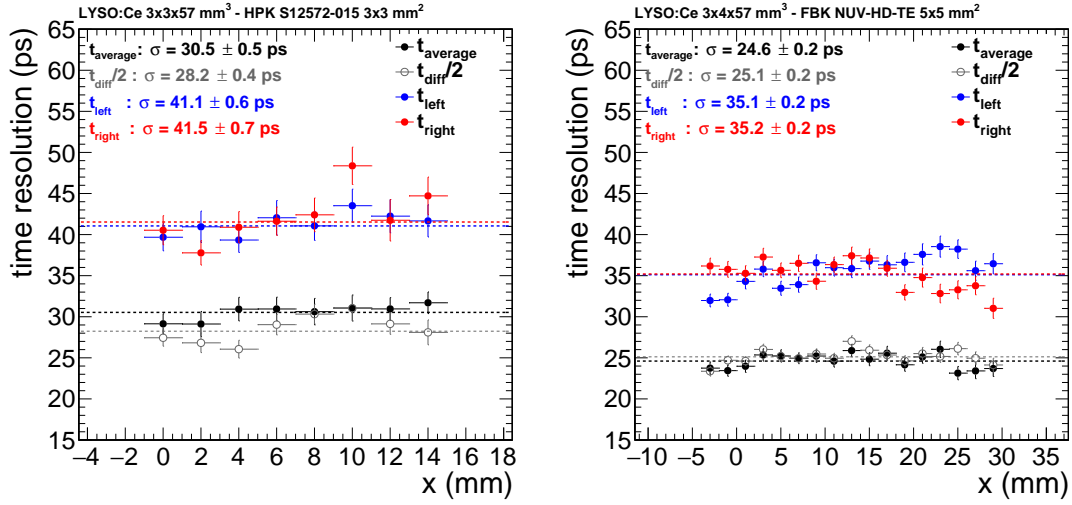 LYSO:Ce 3x3x57 mm³ - HPK S12572-015 3x3 mm²
time resolution (ps)
65
60
55
50
45
40
35
30
25
20
15
t_average : σ = 30.5 ± 0.5 ps
t_diff/2 : σ = 28.2 ± 0.4 ps
t_left : σ = 41.1 ± 0.6 ps
t_right : σ = 41.5 ± 0.7 ps
t_average
t_diff/2
t_left
t_right
−4 −2 0 2 4 6 8 10 12 14 16 18
x (mm)
LYSO:Ce 3x4x57 mm³ - FBK NUV-HD-TE 5x5 mm²
time resolution (ps)
65
60
55
50
45
40
35
30
25
20
15
t_average : σ = 24.6 ± 0.2 ps
t_diff/2 : σ = 25.1 ± 0.2 ps
t_left : σ = 35.1 ± 0.2 ps
t_right : σ = 35.2 ± 0.2 ps
t_average
t_diff/2
t_left
t_right
−10 −5 0 5 10 15 20 25 30 35
x (mm)